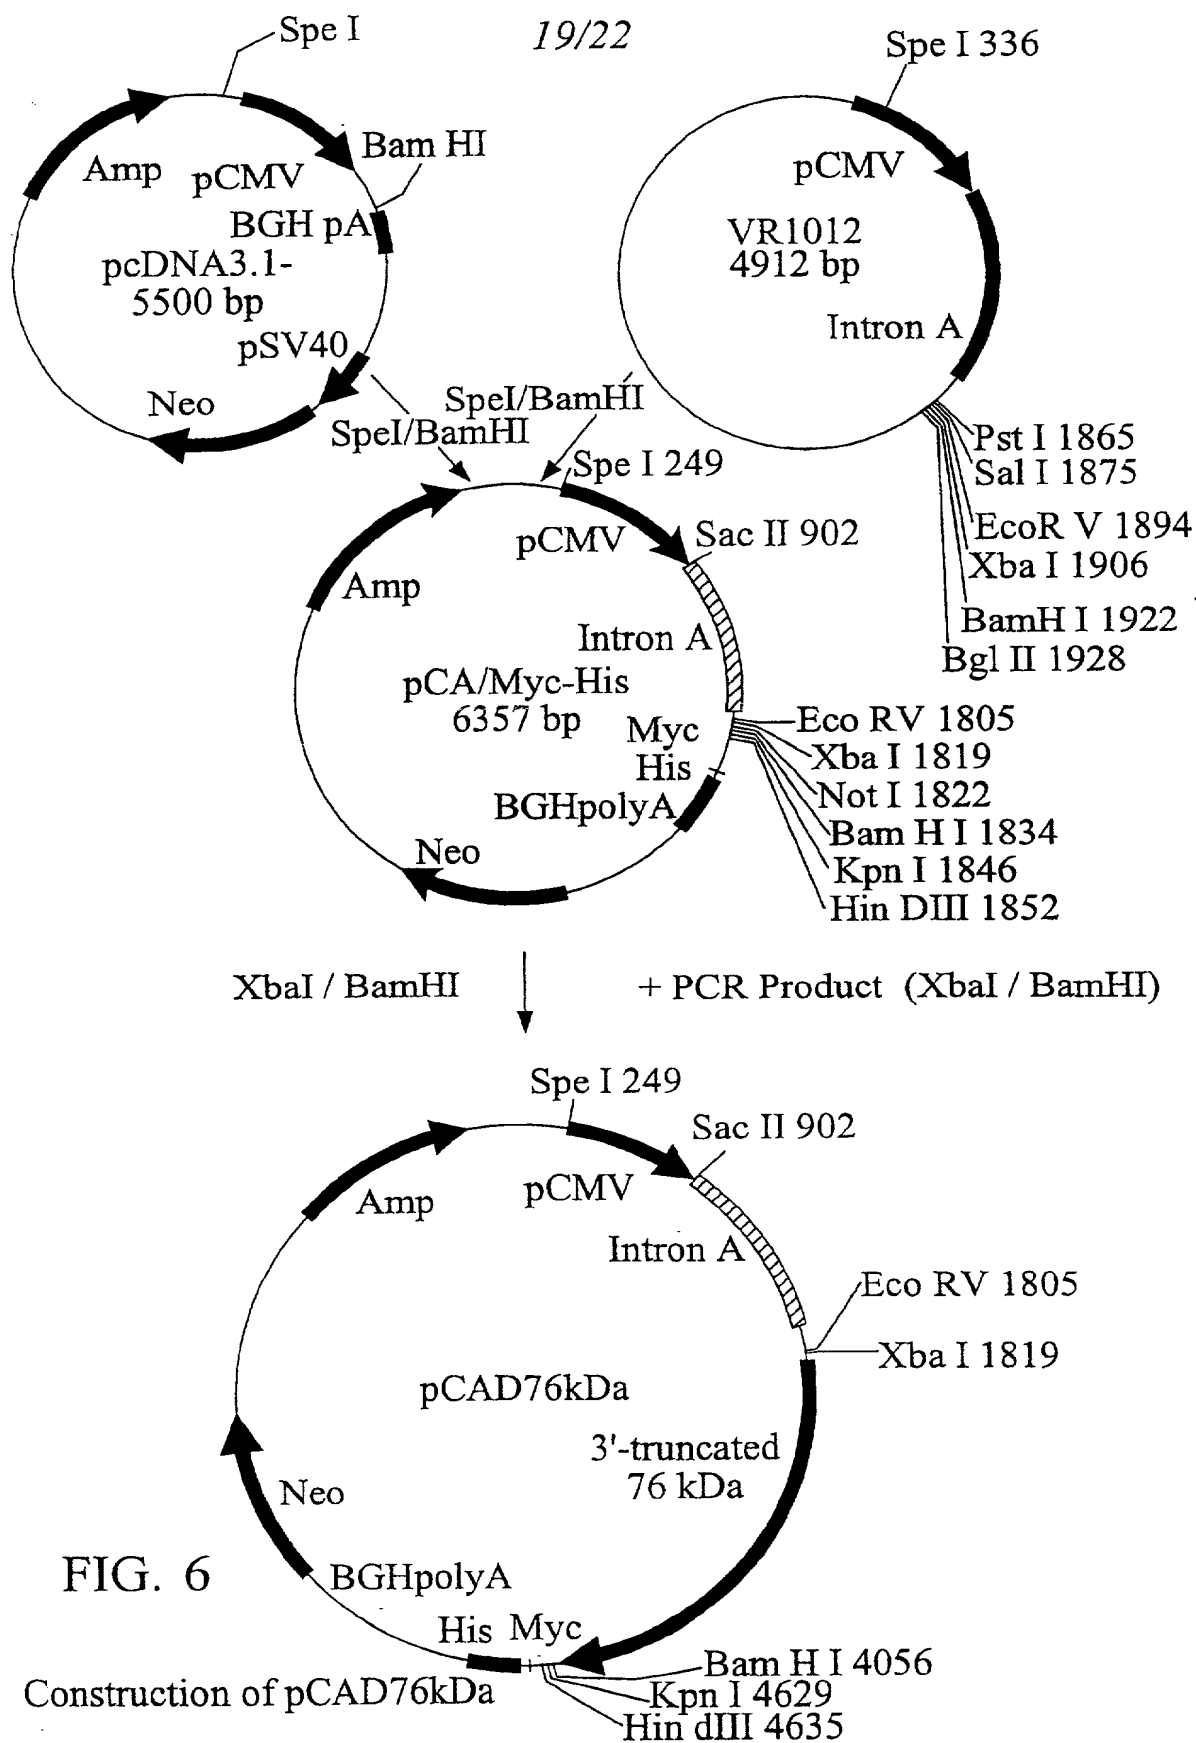 19/22
Spe I
Amp
pCMV
Bam HI
BGH pA
pcDNA3.1-
5500 bp
pSV40
Neo
SpeI/BamHI
Spe I 336
pCMV
VR1012
4912 bp
Intron A
SpeI/BamHI
Pst I 1865
Sal I 1875
EcoR V 1894
Xba I 1906
BamH I 1922
Bgl II 1928
Spe I 249
pCMV
Sac II 902
Amp
Intron A
pCA/Myc-His
6357 bp
Myc
His
BGHpolyA
Neo
Eco RV 1805
Xba I 1819
Not I 1822
Bam H I 1834
Kpn I 1846
Hin DIII 1852
XbaI / BamHI
+ PCR Product (XbaI / BamHI)
Spe I 249
Sac II 902
Amp
pCMV
Intron A
Eco RV 1805
Xba I 1819
pCAD76kDa
3'-truncated
76 kDa
Neo
BGHpolyA
His Myc
Bam H I 4056
Kpn I 4629
Hin dIII 4635
FIG. 6
Construction of pCAD76kDa